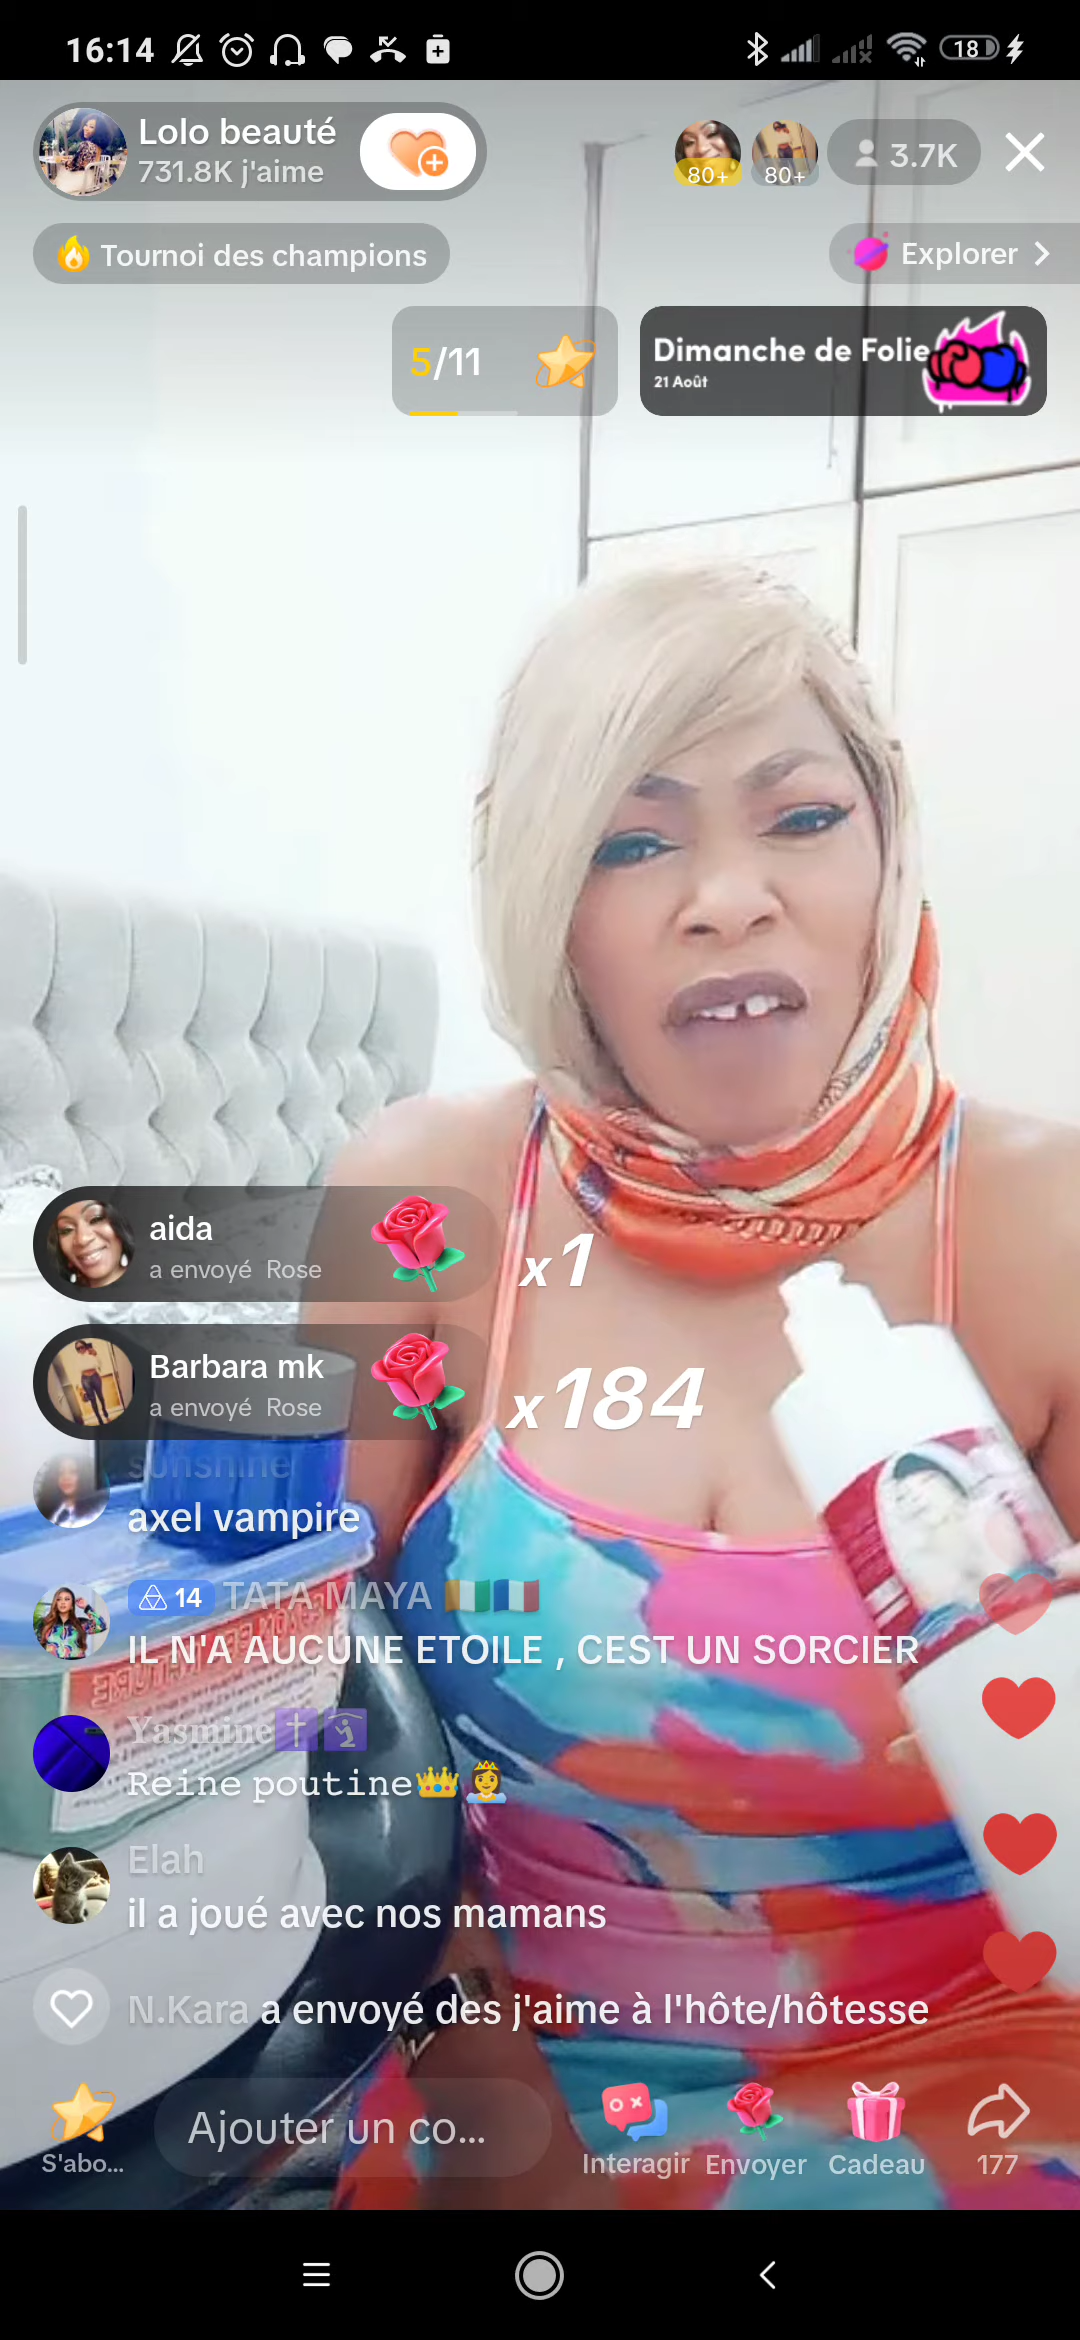 16:14
18
Lolo beauté
731.8K j'aime
80+
80+
3.7K
Tournoi des champions
Explorer
5/11
Dimanche de Folie
21 Août
aida
a envoyé Rose
x1
Barbara mk
a envoyé Rose
x184
sunshine
axel vampire
14 TATA MAYA 🇨🇮🇫🇷
IL N'A AUCUNE ETOILE , CEST UN SORCIER
Yasmine✝️🛐
Reine poutine👑👸
Elah
il a joué avec nos mamans
N.Kara a envoyé des j'aime à l'hôte/hôtesse
S'abo...
Ajouter un co...
Interagir
Envoyer
Cadeau
177